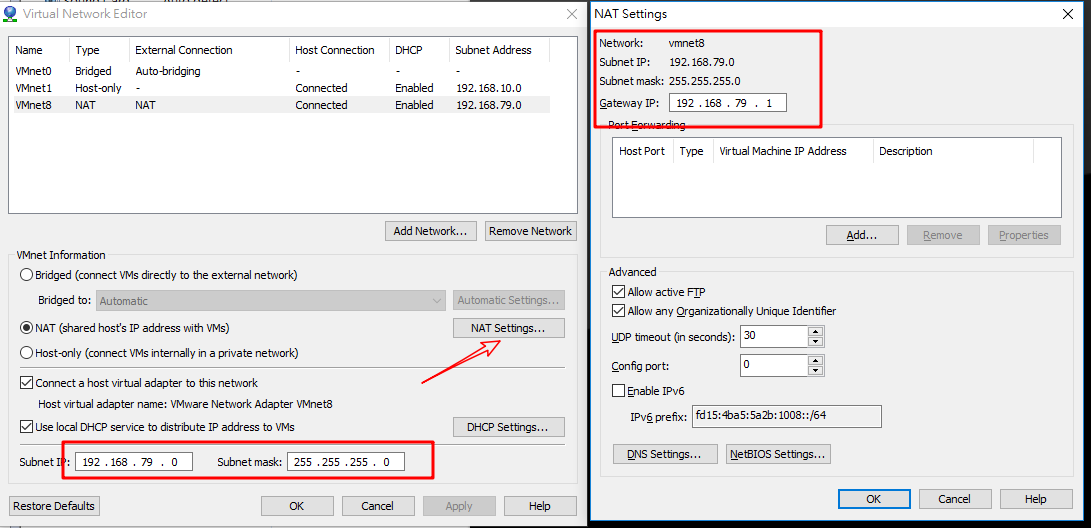 Virtual Network Editor
Name Type External Connection Host Connection DHCP Subnet Address
VMnet0 Bridged Auto-bridging - - -
VMnet1 Host-only - Connected Enabled 192.168.10.0
VMnet8 NAT NAT Connected Enabled 192.168.79.0
Add Network... Remove Network
VMnet Information
Bridged (connect VMs directly to the external network)
Bridged to: Automatic Automatic Settings...
NAT (shared host's IP address with VMs) NAT Settings...
Host-only (connect VMs internally in a private network)
Connect a host virtual adapter to this network
Host virtual adapter name: VMware Network Adapter VMnet8
Use local DHCP service to distribute IP address to VMs DHCP Settings...
Subnet IP: 192 . 168 . 79 . 0 Subnet mask: 255 . 255 . 255 . 0
Restore Defaults OK Cancel Apply Help
NAT Settings
Network: vmnet8
Subnet IP: 192.168.79.0
Subnet mask: 255.255.255.0
Gateway IP: 192 . 168 . 79 . 1
Port Forwarding
Host Port Type Virtual Machine IP Address Description
Add... Remove Properties
Advanced
Allow active FTP
Allow any Organizationally Unique Identifier
UDP timeout (in seconds): 30
Config port: 0
Enable IPv6
IPv6 prefix: fd15:4ba5:5a2b:1008::/64
DNS Settings... NetBIOS Settings...
OK Cancel Help